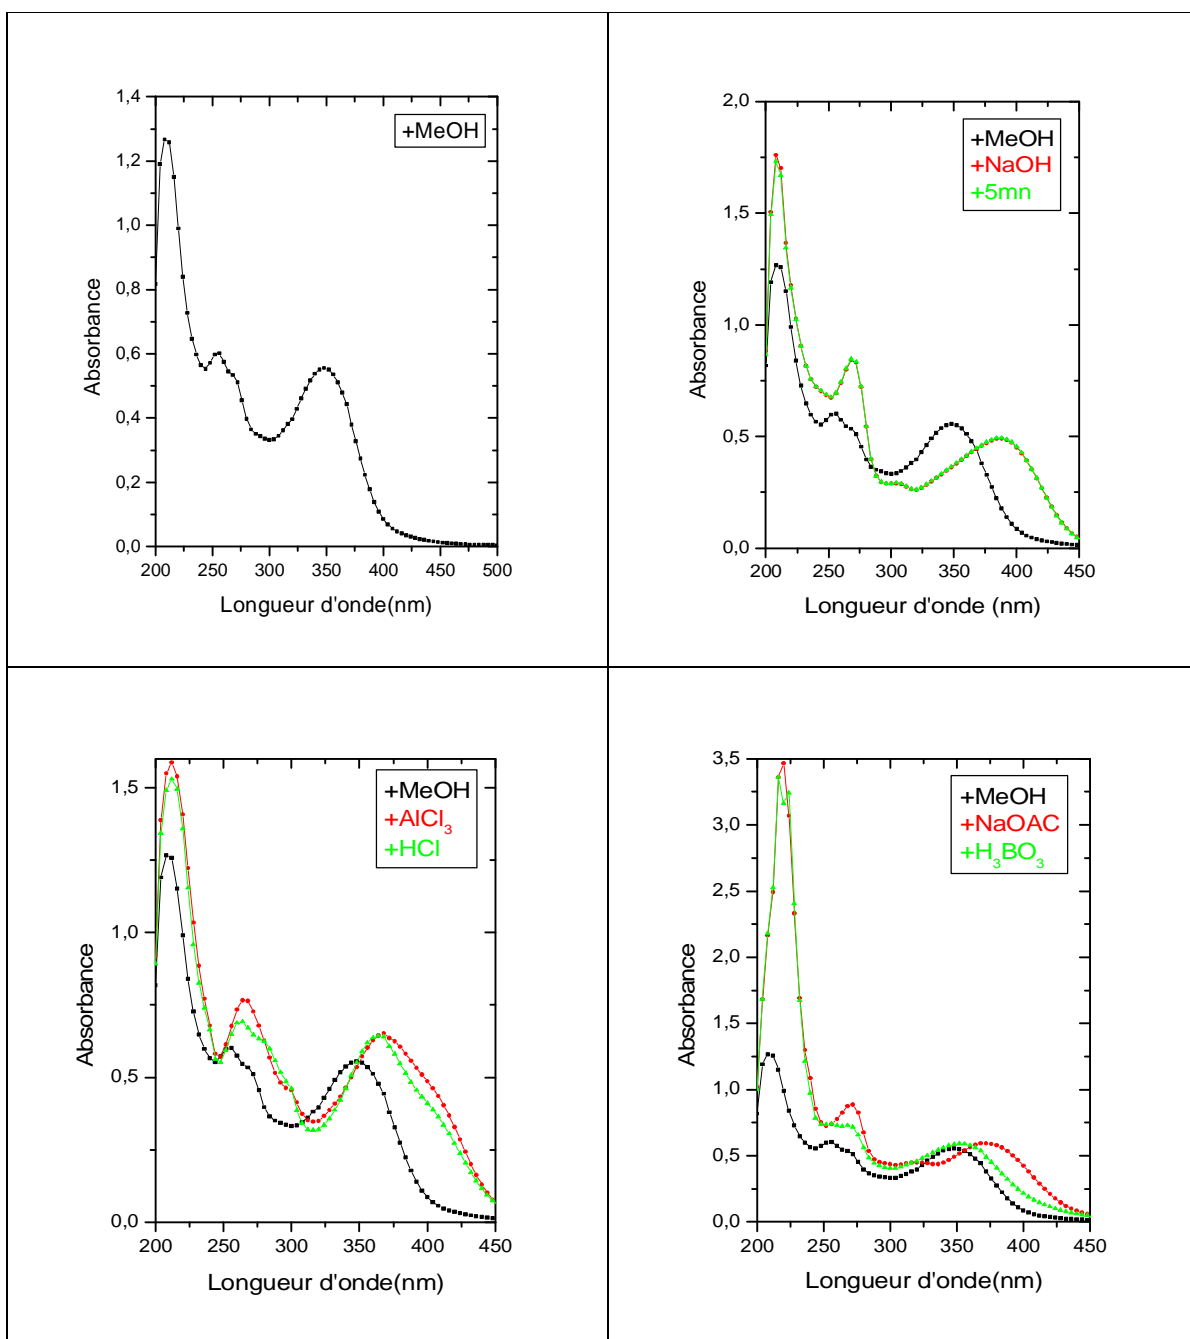 1,4
1,2
1,0
0,8
0,6
0,4
0,2
0,0
Absorbance
+MeOH
200 250 300 350 400 450 500
Longueur d'onde(nm)
2,0
1,5
1,0
0,5
0,0
Absorbance
+MeOH
+NaOH
+5mn
200 250 300 350 400 450
Longueur d'onde (nm)
1,5
1,0
0,5
0,0
Absorbance
+MeOH
+AlCl3
+HCl
200 250 300 350 400 450
Longueur d'onde(nm)
3,5
3,0
2,5
2,0
1,5
1,0
0,5
0,0
Absorbance
+MeOH
+NaOAC
+H3BO3
200 250 300 350 400 450
Longueur d'onde(nm)